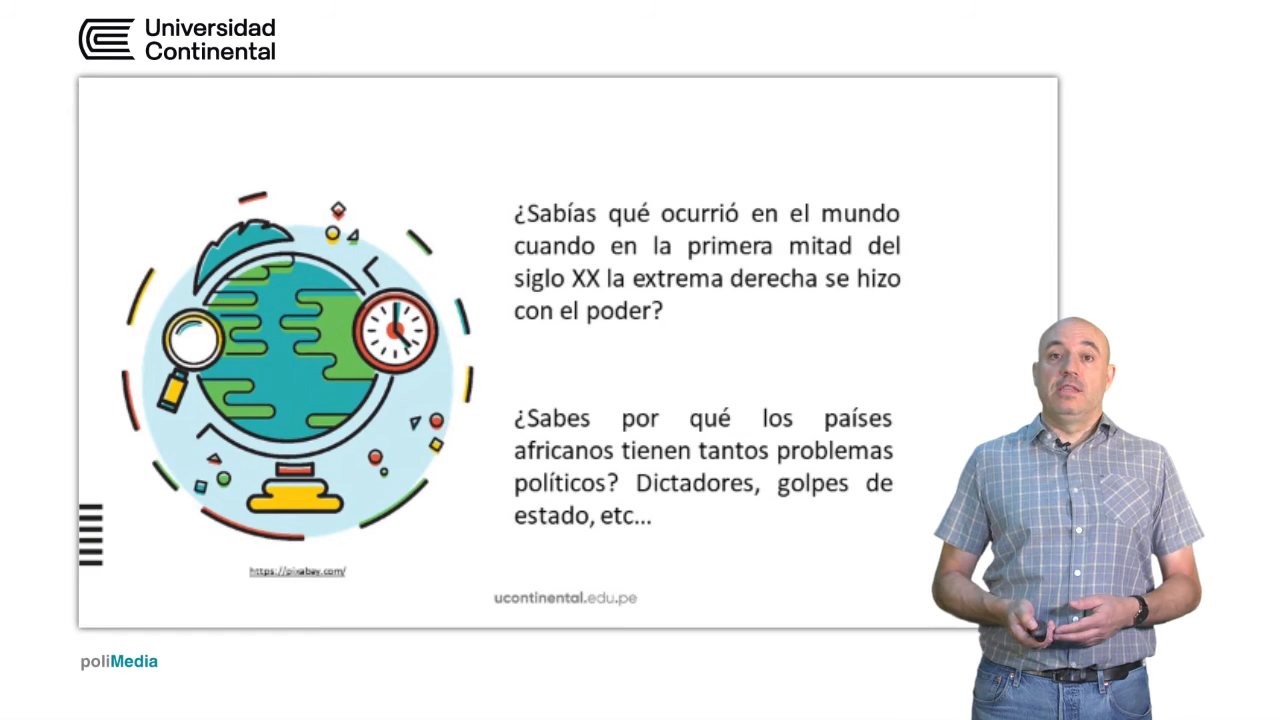 Universidad
Continental
¿Sabías qué ocurrió en el mundo
cuando en la primera mitad del
siglo XX la extrema derecha se hizo
con el poder?
¿Sabes por qué los países
africanos tienen tantos problemas
políticos? Dictadores, golpes de
estado, etc...
https://pixabay.com/
ucontinental.edu.pe
poliMedia